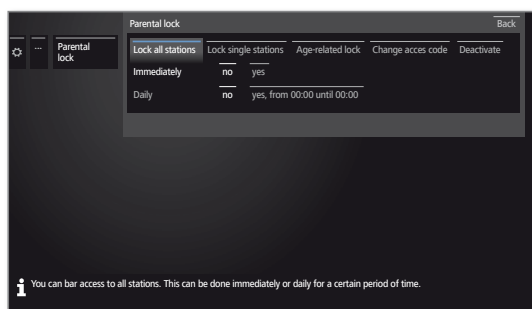 Parental lock Back
... Parental lock
Lock all stations Lock single stations Age-related lock Change acces code Deactivate
Immediately no yes
Daily no yes, from 00:00 until 00:00
i You can bar access to all stations. This can be done immediately or daily for a certain period of time.